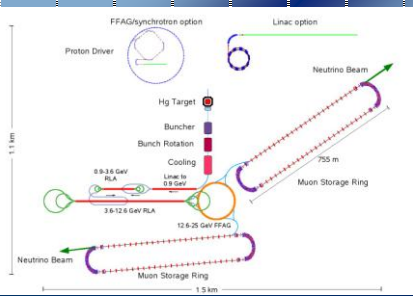 FFAG/synchrotron option
Linac option
Proton Driver
Neutrino Beam
Hg Target
Buncher
Bunch Rotation
Cooling
1.1 km
755 m
0.9-3.6 GeV
RLA
Linac to
0.9 GeV
Muon Storage Ring
3.6-12.6 GeV RLA
12.6-25 GeV FFAG
Neutrino Beam
Muon Storage Ring
1.5 km